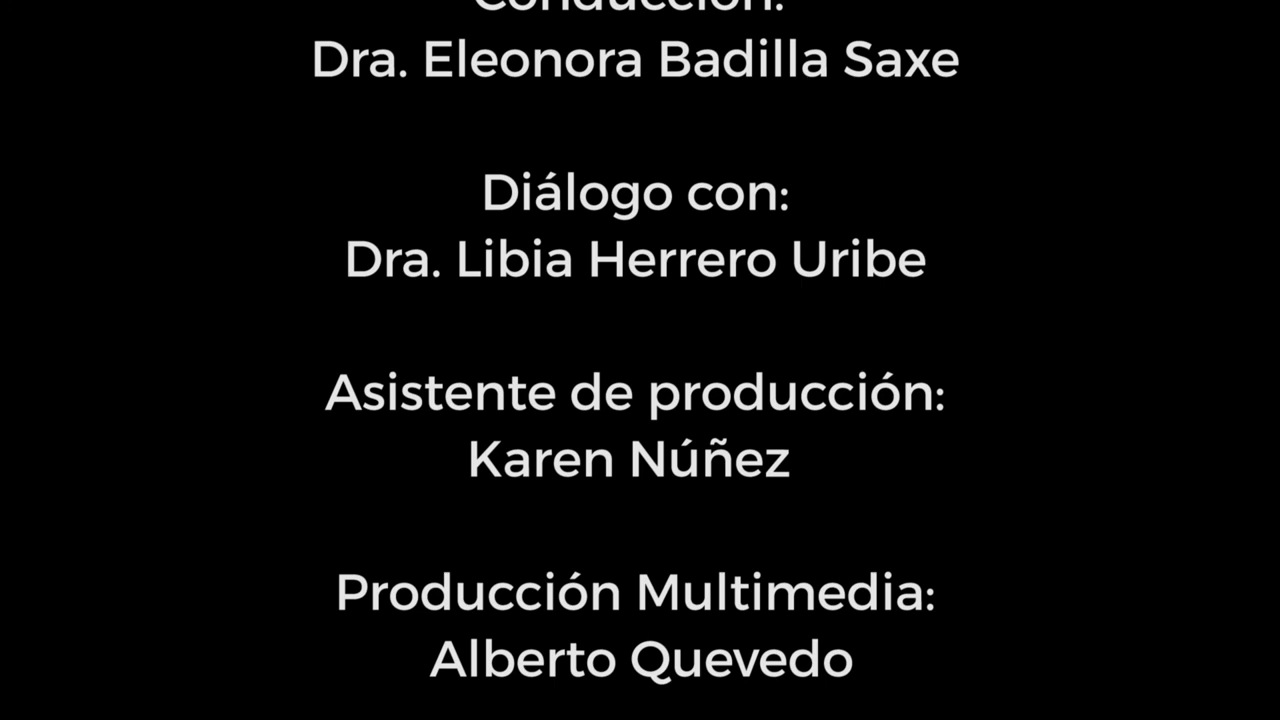 Conducción:
Dra. Eleonora Badilla Saxe
Diálogo con:
Dra. Libia Herrero Uribe
Asistente de producción:
Karen Núñez
Producción Multimedia:
Alberto Quevedo